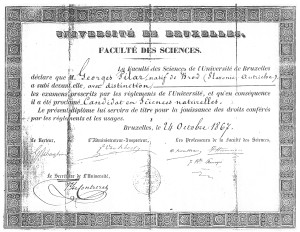 UNIVERSITÉ DE BRUXELLES.
FACULTÉ DES SCIENCES.
La Faculté des Sciences de l'Université de Bruxelles
déclare que M. Georges Pilar, natif de Brod (Slavonie Autriche)
a subi devant elle, avec distinction
les examens prescrits par les règlements de l'Université, et qu'en conséquence
il a été proclamé Candidat en Sciences naturelles.
Le présent diplôme lui servira de titre pour la jouissance des droits conférés
par les règlements et les usages.
Bruxelles, le 24 Octobre 1867.
Le Recteur,
L'Administrateur-Inspecteur,
Les Professeurs de la Faculté des Sciences,
Le Secrétaire de l'Université,